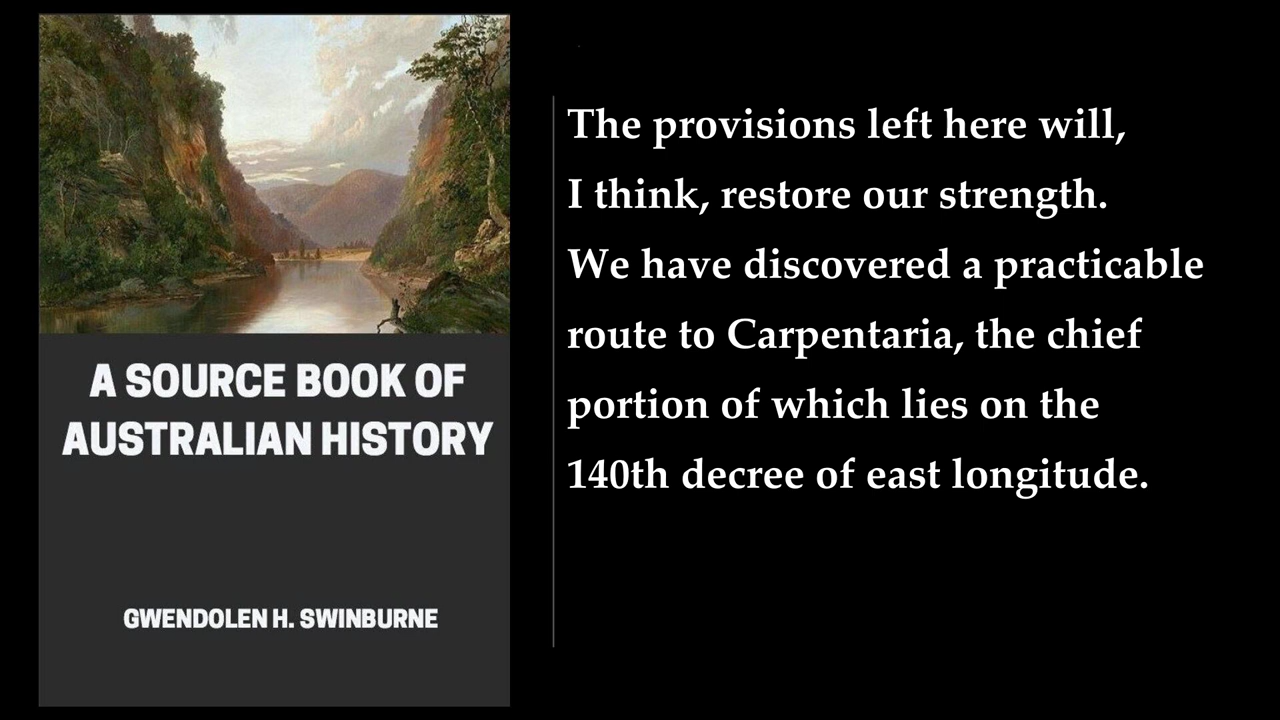 A SOURCE BOOK OF
AUSTRALIAN HISTORY
GWENDOLEN H. SWINBURNE
The provisions left here will,
I think, restore our strength.
We have discovered a practicable
route to Carpentaria, the chief
portion of which lies on the
140th decree of east longitude.